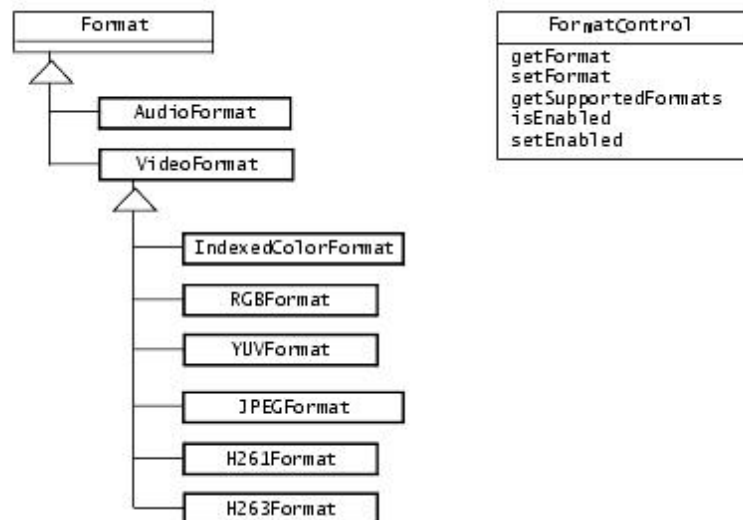 Format
AudioFormat
VideoFormat
IndexedColorFormat
RGBFormat
YUVFormat
JPEGFormat
H261Format
H263Format
FormatControl
getFormat
setFormat
getSupportedFormats
isEnabled
setEnabled